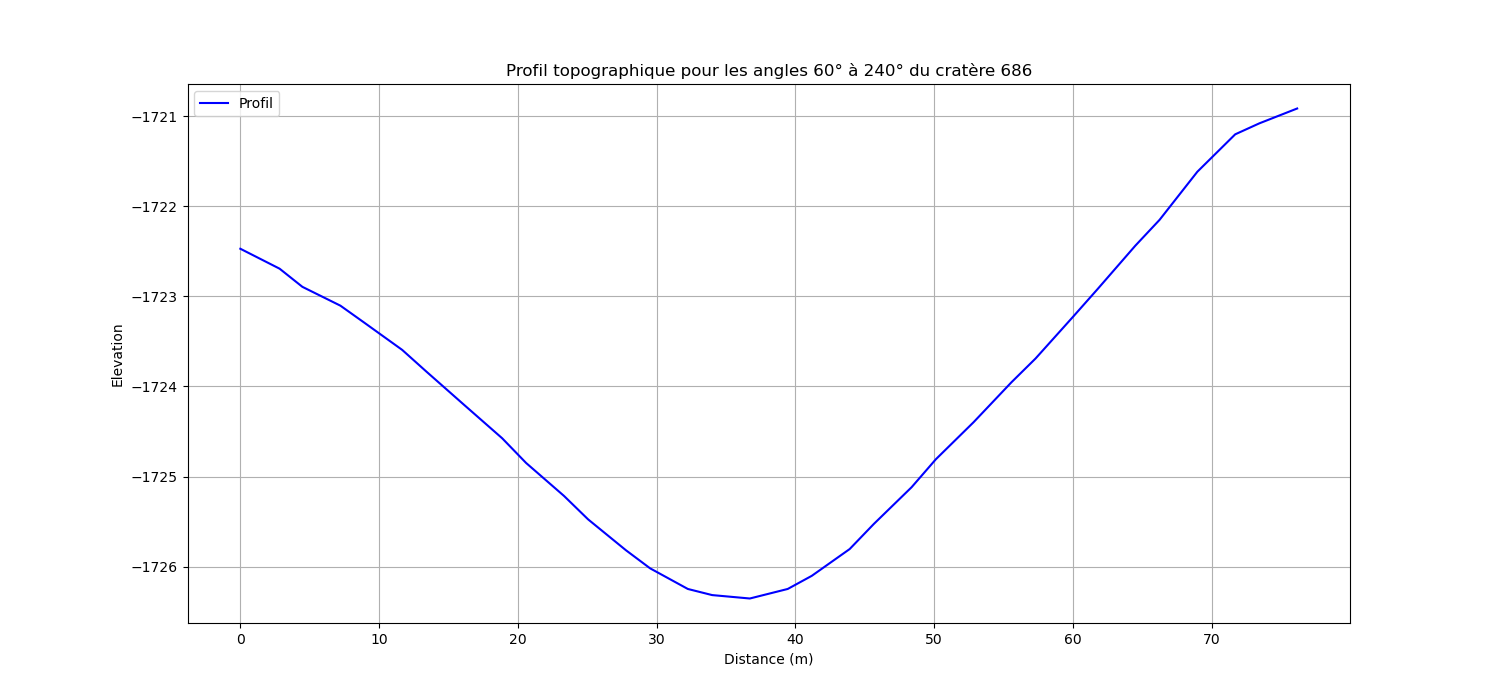 Profil topographique pour les angles 60° à 240° du cratère 686
Profil
−1721
−1722
−1723
−1724
−1725
−1726
Elevation
0 10 20 30 40 50 60 70
Distance (m)